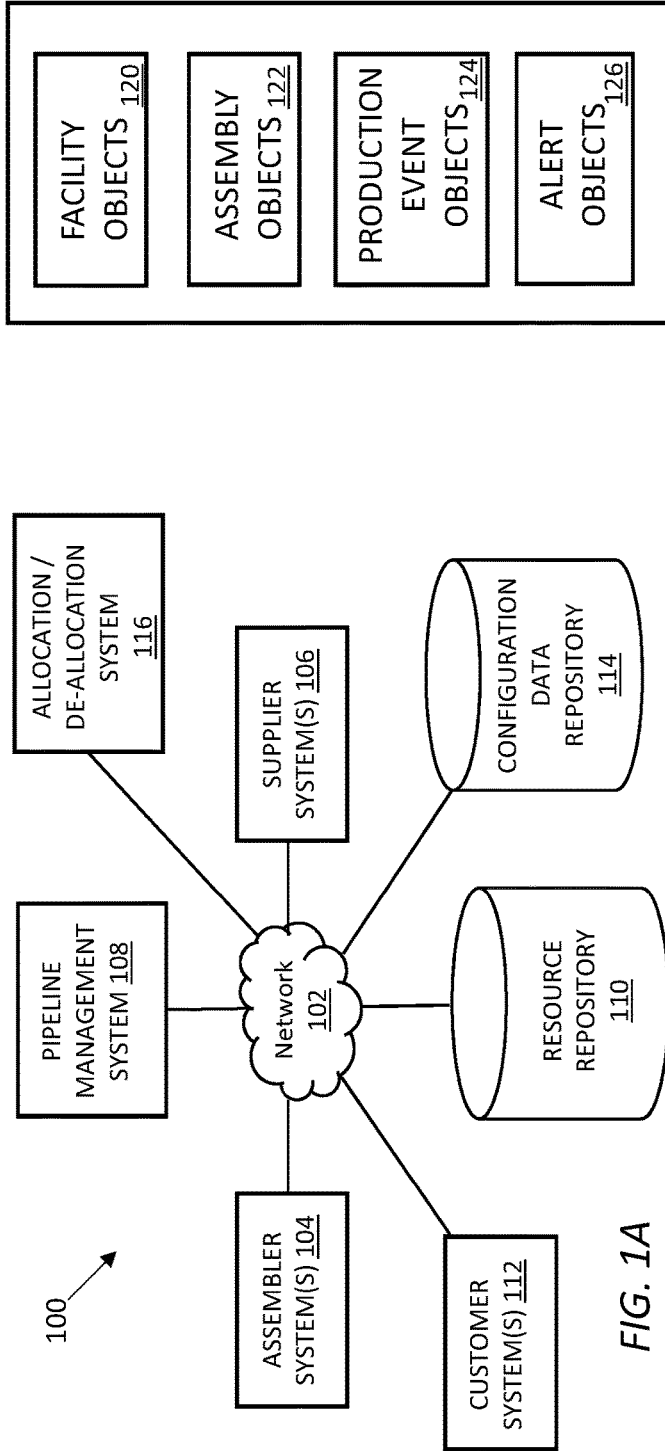 100
PIPELINE
MANAGEMENT
SYSTEM 108
ALLOCATION /
DE-ALLOCATION
SYSTEM
116
ASSEMBLER
SYSTEM(S) 104
Network
102
SUPPLIER
SYSTEM(S) 106
CUSTOMER
SYSTEM(S) 112
RESOURCE
REPOSITORY
110
CONFIGURATION
DATA
REPOSITORY
114
FACILITY
OBJECTS 120
ASSEMBLY
OBJECTS 122
PRODUCTION
EVENT
OBJECTS 124
ALERT
OBJECTS 126
FIG. 1A